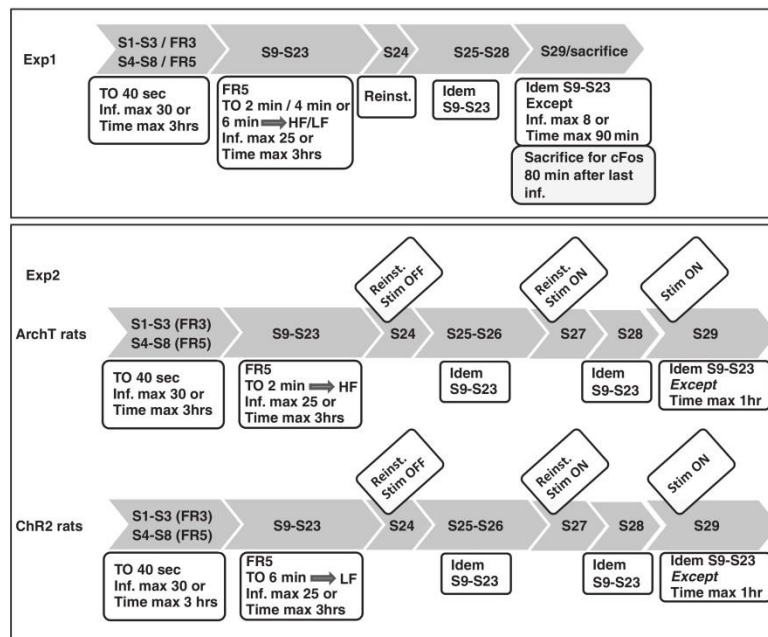 Exp1
S1-S3 / FR3
S4-S8 / FR5
S9-S23
S24
S25-S28
S29/sacrifice
TO 40 sec
Inf. max 30 or
Time max 3hrs
FR5
TO 2 min / 4 min or
6 min HF/LF
Inf. max 25 or
Time max 3hrs
Reinst.
Idem
S9-S23
Idem S9-S23
Except
Inf. max 8 or
Time max 90 min
Sacrifice for cFos
80 min after last
inf.
Exp2
Reinst.
Stim OFF
Reinst.
Stim ON
Stim ON
ArchT rats
S1-S3 (FR3)
S4-S8 (FR5)
S9-S23
S24
S25-S26
S27
S28
S29
TO 40 sec
Inf. max 30 or
Time max 3hrs
FR5
TO 2 min HF
Inf. max 25 or
Time max 3hrs
Idem
S9-S23
Idem
S9-S23
Idem S9-S23
Except
Time max 1hr
Reinst.
Stim OFF
Reinst.
Stim ON
Stim ON
ChR2 rats
S1-S3 (FR3)
S4-S8 (FR5)
S9-S23
S24
S25-S26
S27
S28
S29
TO 40 sec
Inf. max 30 or
Time max 3 hrs
FR5
TO 6 min LF
Inf. max 25 or
Time max 3hrs
Idem
S9-S23
Idem
S9-S23
Idem S9-S23
Except
Time max 1hr